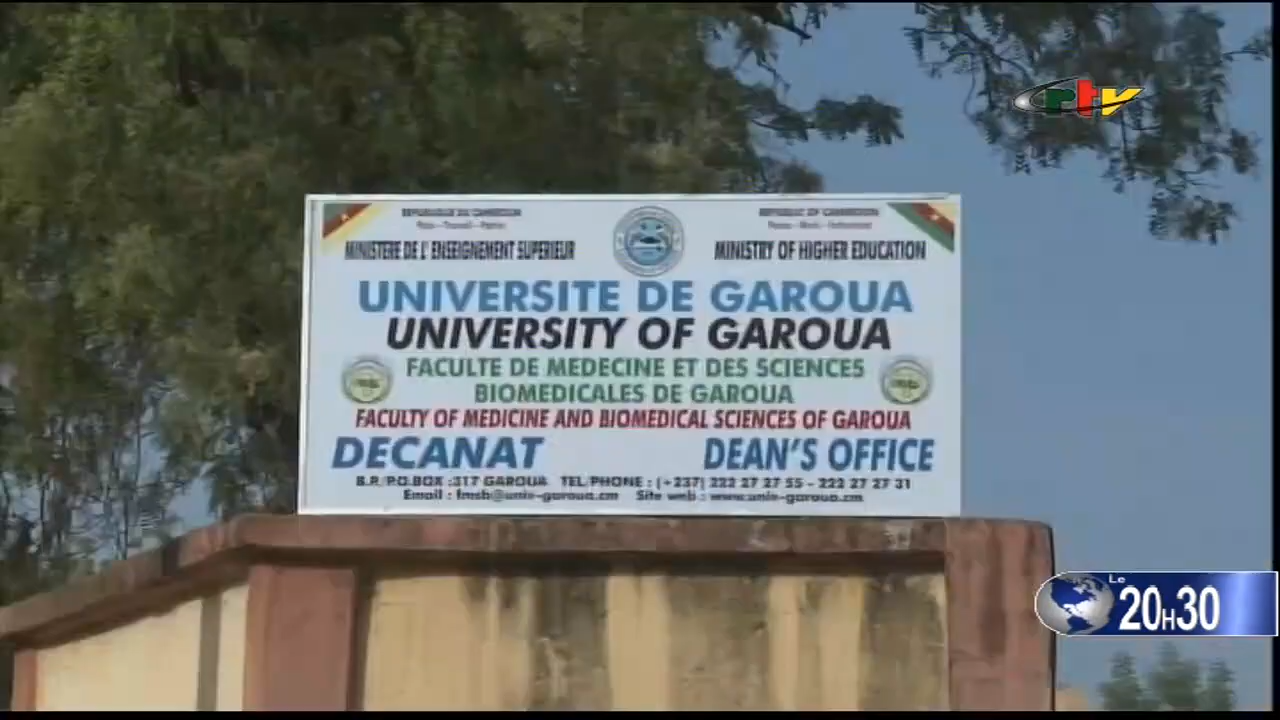 crtv
REPUBLIQUE DU CAMEROUN
Paix - Travail - Patrie
MINISTERE DE L' ENSEIGNEMENT SUPERIEUR
REPUBLIC OF CAMEROON
Peace - Work - Fatherland
MINISTRY OF HIGHER EDUCATION
UNIVERSITE DE GAROUA
UNIVERSITY OF GAROUA
FACULTE DE MEDECINE ET DES SCIENCES
BIOMEDICALES DE GAROUA
FACULTY OF MEDICINE AND BIOMEDICAL SCIENCES OF GAROUA
DECANAT DEAN'S OFFICE
B.P./P.O.BOX :317 GAROUA TEL/PHONE : (+237) 222 27 27 55 - 222 27 27 31
Email : fmsb@univ-garoua.cm Site web : www.univ-garoua.cm
Le
20H30